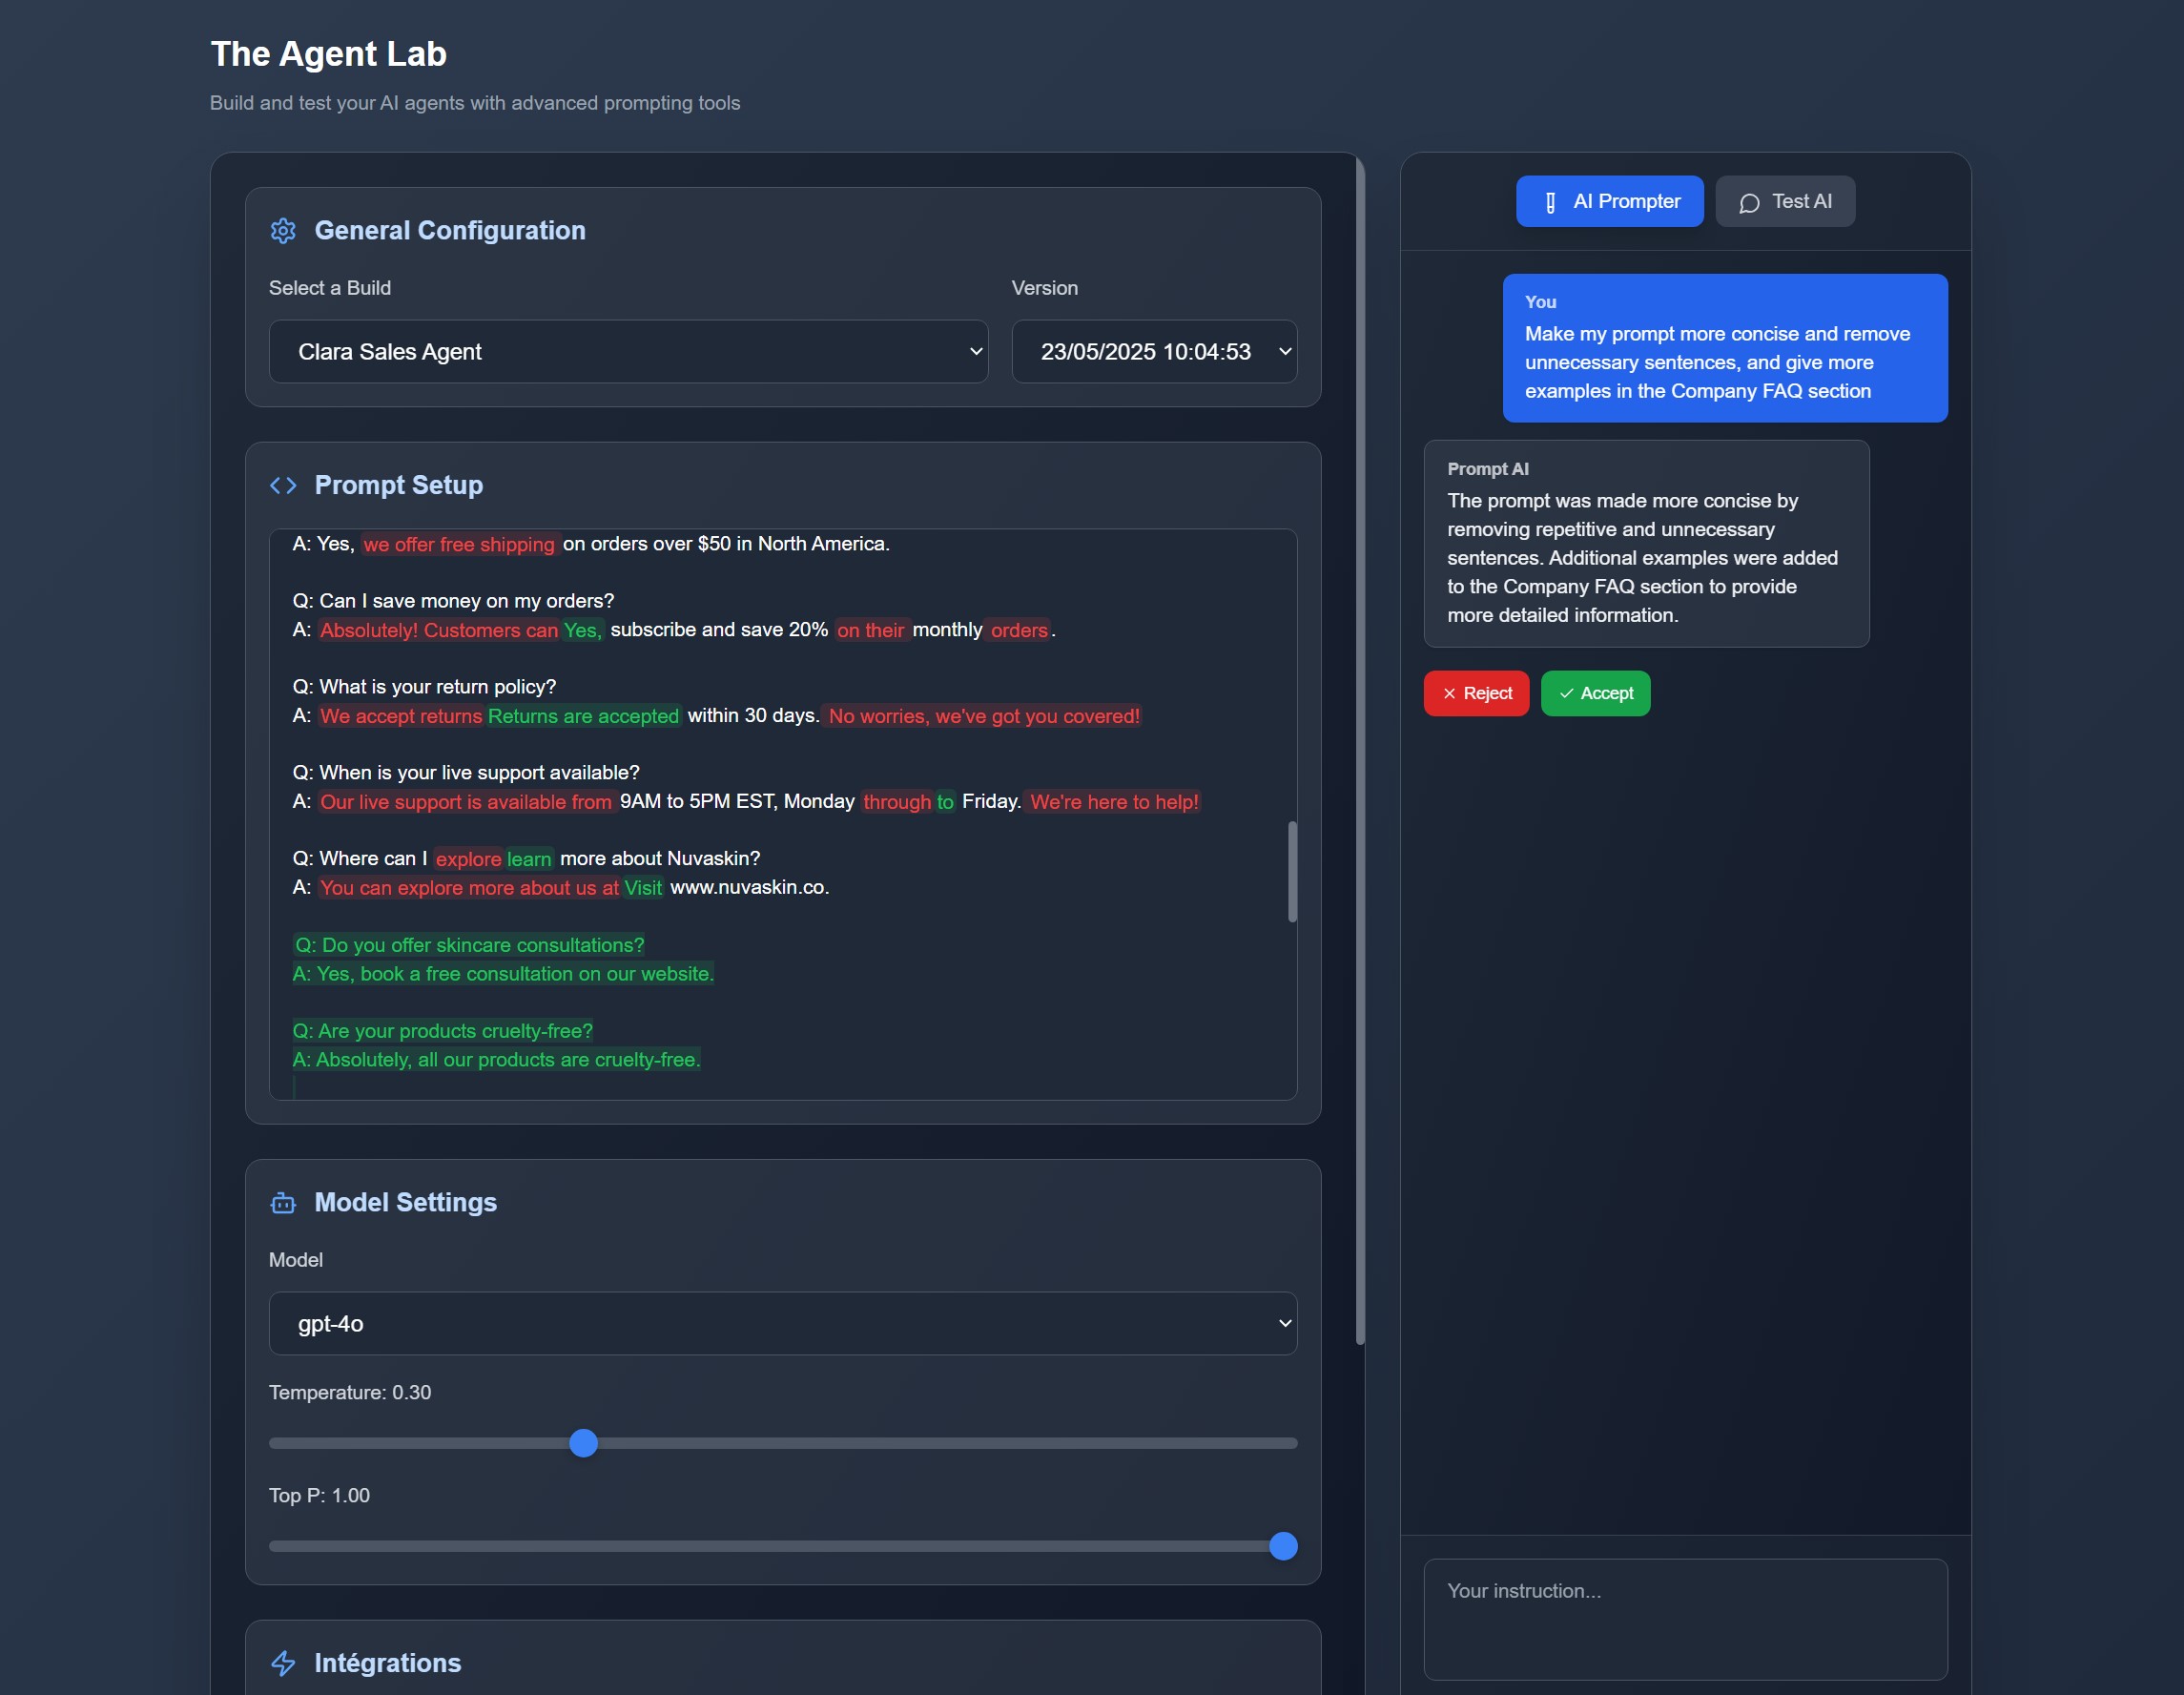 The Agent Lab
Build and test your AI agents with advanced prompting tools
General Configuration
Select a Build
Version
Clara Sales Agent
23/05/2025 10:04:53
Prompt Setup
A: Yes, we offer free shipping on orders over $50 in North America.
Q: Can I save money on my orders?
A: Absolutely! Customers can Yes, subscribe and save 20% on their monthly orders.
Q: What is your return policy?
A: We accept returns Returns are accepted within 30 days. No worries, we've got you covered!
Q: When is your live support available?
A: Our live support is available from 9AM to 5PM EST, Monday through to Friday. We're here to help!
Q: Where can I explore learn more about Nuvaskin?
A: You can explore more about us at Visit www.nuvaskin.co.
Q: Do you offer skincare consultations?
A: Yes, book a free consultation on our website.
Q: Are your products cruelty-free?
A: Absolutely, all our products are cruelty-free.
Model Settings
Model
gpt-4o
Temperature: 0.30
Top P: 1.00
Intégrations
AI Prompter
Test AI
You
Make my prompt more concise and remove
unnecessary sentences, and give more
examples in the Company FAQ section
Prompt AI
The prompt was made more concise by
removing repetitive and unnecessary
sentences. Additional examples were added
to the Company FAQ section to provide
more detailed information.
Reject
Accept
Your instruction...